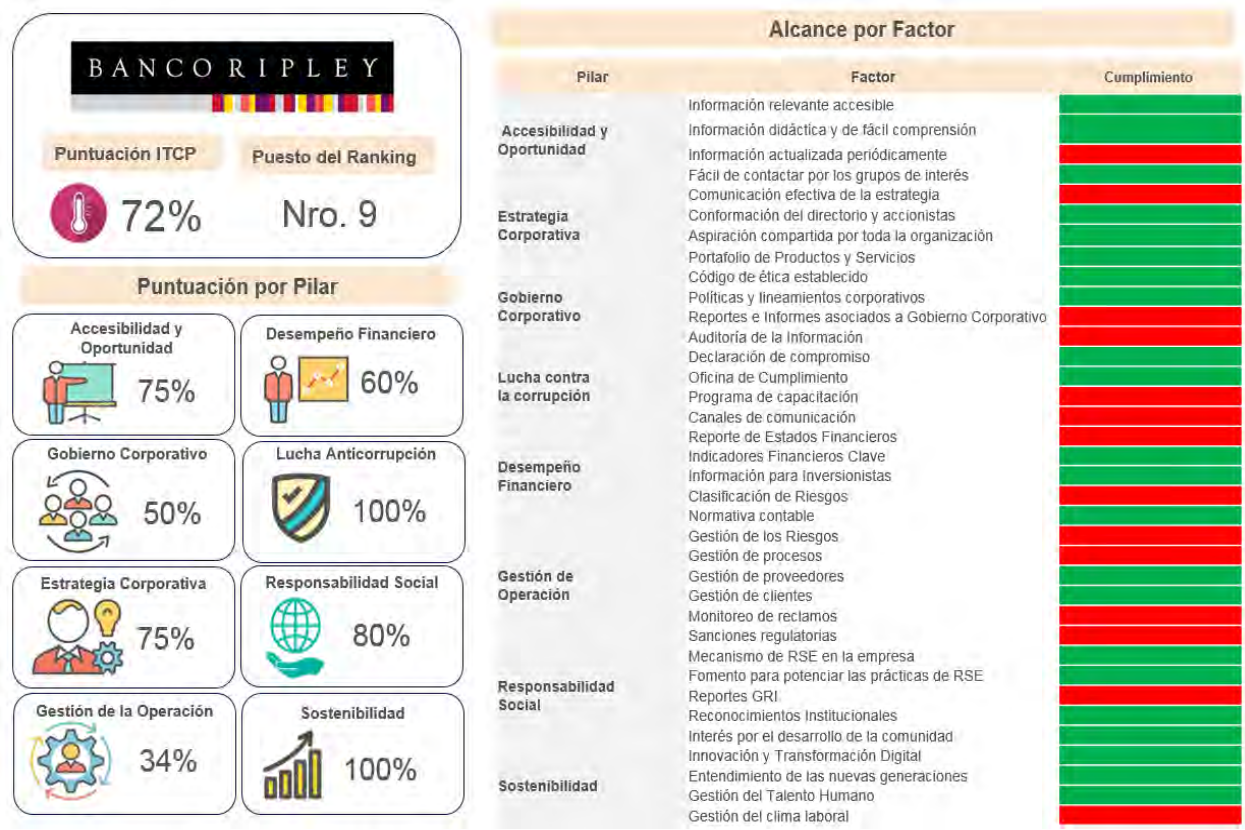 BANCO RIPLEY
Puntuación ITCP
Puesto del Ranking
72%
Nro. 9
Puntuación por Pilar
Accesibilidad y
Oportunidad
75%
Desempeño Financiero
60%
Gobierno Corporativo
50%
Lucha Anticorrupción
100%
Estrategia Corporativa
75%
Responsabilidad Social
80%
Gestión de la Operación
34%
Sostenibilidad
100%
Alcance por Factor
Pilar Factor Cumplimiento
Accesibilidad y
Oportunidad
Información relevante accesible
Información didáctica y de fácil comprensión
Información actualizada periódicamente
Fácil de contactar por los grupos de interés
Estrategia
Corporativa
Comunicación efectiva de la estrategia
Conformación del directorio y accionistas
Aspiración compartida por toda la organización
Portafolio de Productos y Servicios
Gobierno
Corporativo
Código de ética establecido
Políticas y lineamientos corporativos
Reportes e Informes asociados a Gobierno Corporativo
Auditoría de la Información
Lucha contra
la corrupción
Declaración de compromiso
Oficina de Cumplimiento
Programa de capacitación
Canales de comunicación
Desempeño
Financiero
Reporte de Estados Financieros
Indicadores Financieros Clave
Información para Inversionistas
Clasificación de Riesgos
Normativa contable
Gestión de
Operación
Gestión de los Riesgos
Gestión de procesos
Gestión de proveedores
Gestión de clientes
Monitoreo de reclamos
Sanciones regulatorias
Responsabilidad
Social
Mecanismo de RSE en la empresa
Fomento para potenciar las prácticas de RSE
Reportes GRI
Reconocimientos Institucionales
Interés por el desarrollo de la comunidad
Sostenibilidad
Innovación y Transformación Digital
Entendimiento de las nuevas generaciones
Gestión del Talento Humano
Gestión del clima laboral